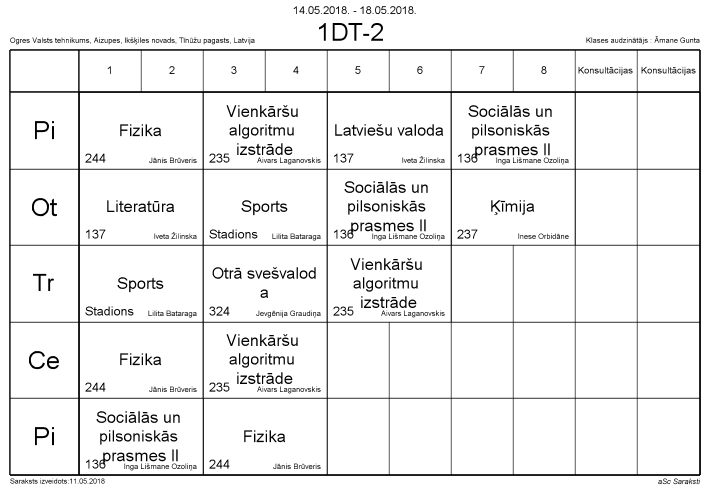 14.05.2018. - 18.05.2018.
1DT-2
Ogres Valsts tehnikums, Aizupes, Ikšķiles novads, Tīnūžu pagasts, Latvija
Klases audzinātājs : Āmane Gunta
1 2 3 4 5 6 7 8 Konsultācijas Konsultācijas
Pi
Fizika
244 Jānis Brūveris
Vienkāršu
algoritmu
izstrāde
235 Aivars Laganovskis
Latviešu valoda
137 Iveta Žilinska
Sociālās un
pilsoniskās
prasmes II
136 Inga Lišmane Ozoliņa
Ot
Literatūra
137 Iveta Žilinska
Sports
Stadions Lilita Bataraga
Sociālās un
pilsoniskās
prasmes II
136 Inga Lišmane Ozoliņa
Ķīmija
237 Inese Orbidāne
Tr
Sports
Stadions Lilita Bataraga
Otrā svešvalod
a
324 Jevgēnija Graudiņa
Vienkāršu
algoritmu
izstrāde
235 Aivars Laganovskis
Ce
Fizika
244 Jānis Brūveris
Vienkāršu
algoritmu
izstrāde
235 Aivars Laganovskis
Pi
Sociālās un
pilsoniskās
prasmes II
136 Inga Lišmane Ozoliņa
Fizika
244 Jānis Brūveris
Saraksts izveidots:11.05.2018
aSc Saraksti